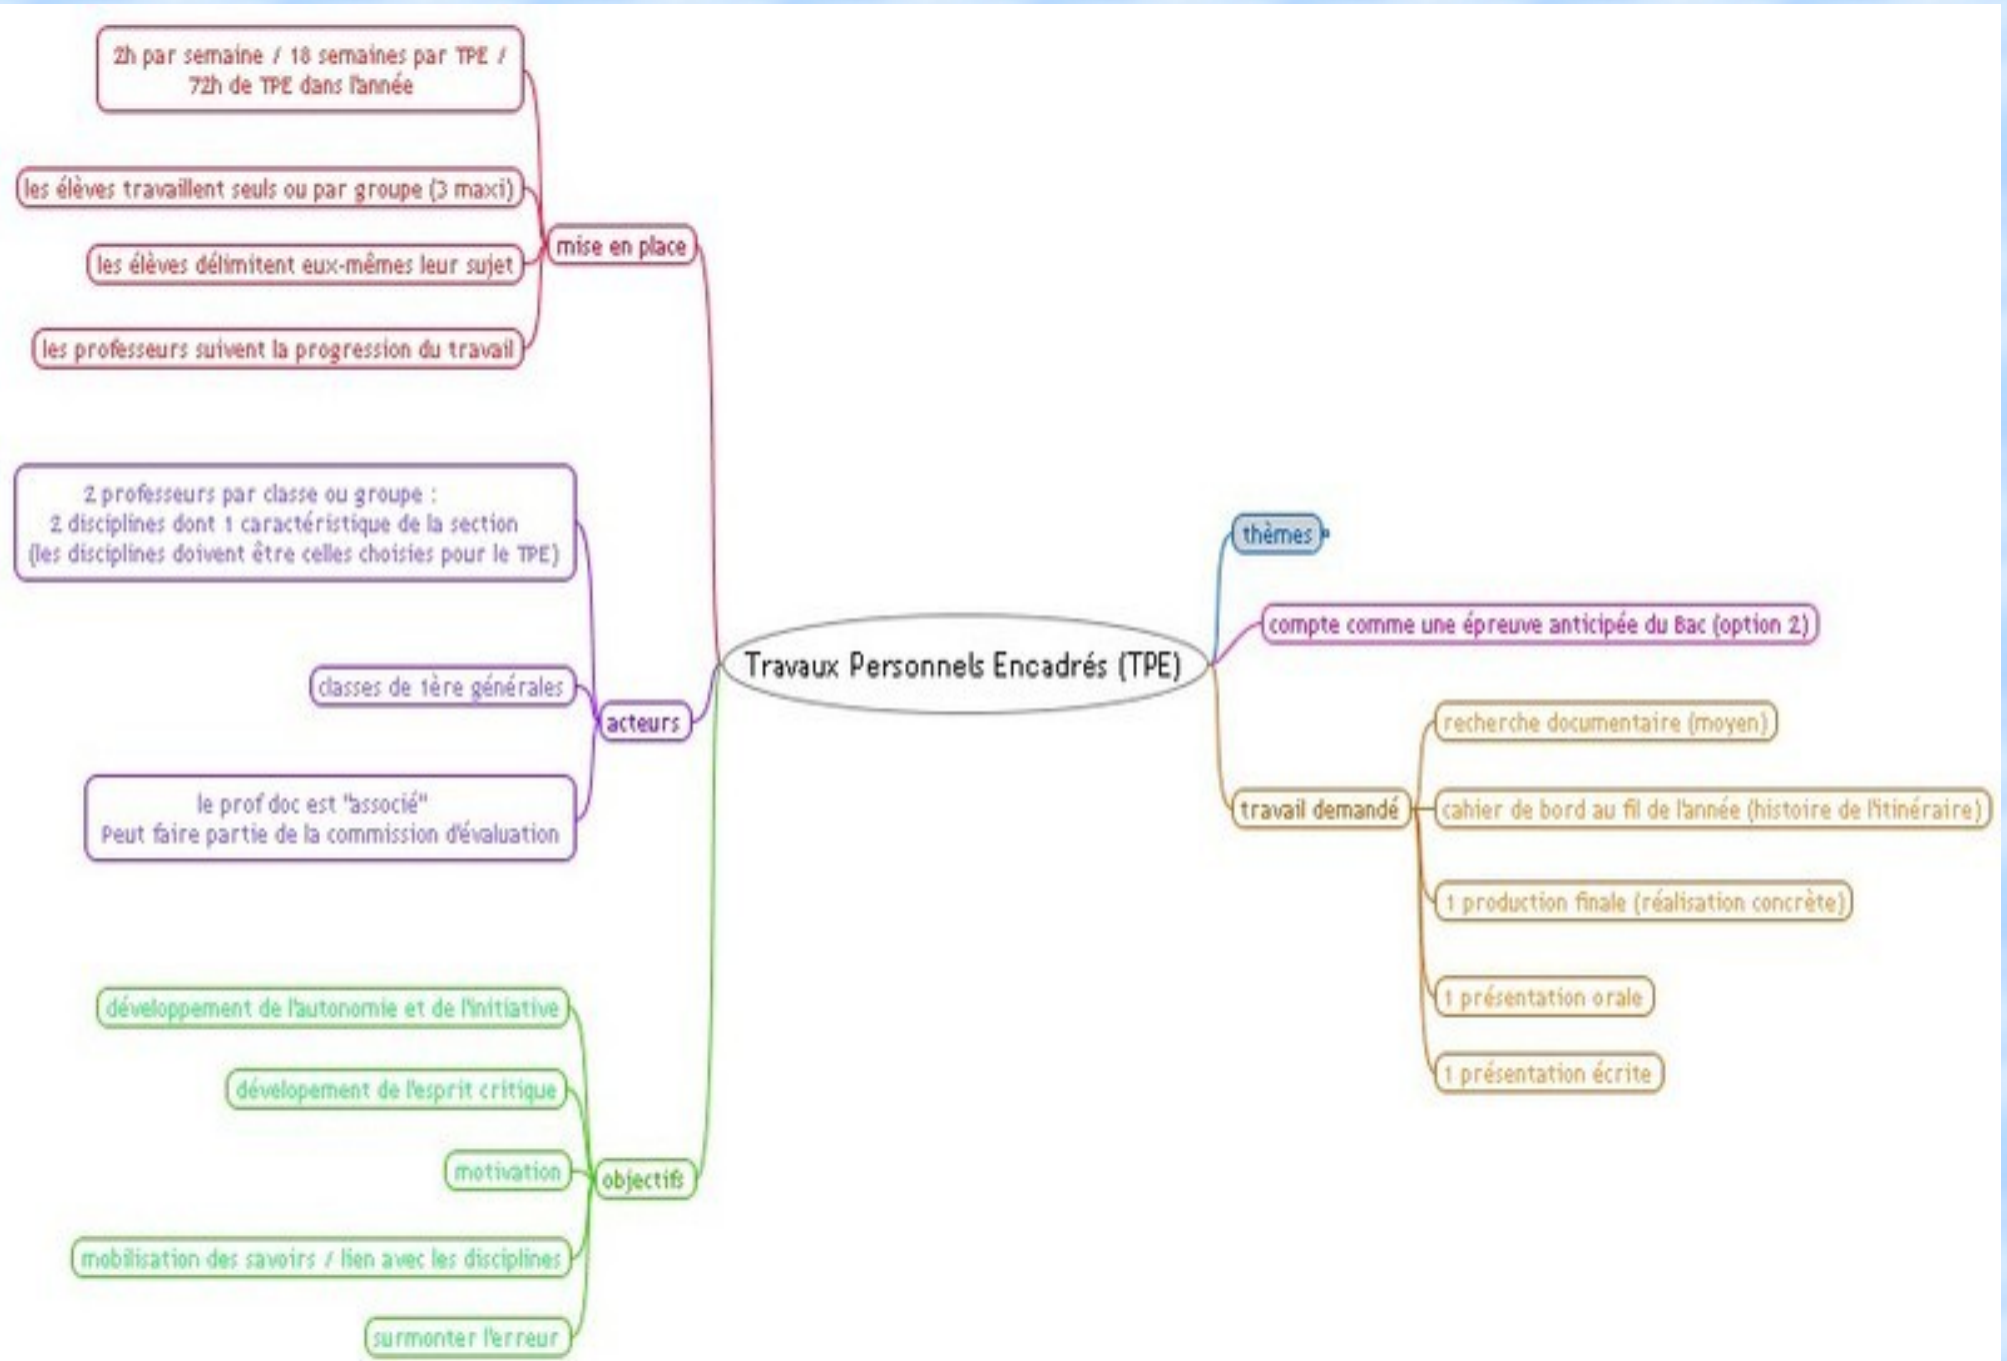 2h par semaine / 18 semaines par TPE /
72h de TPE dans l'année
les élèves travaillent seuls ou par groupe (3 maxi)
les élèves délimitent eux-mêmes leur sujet
les professeurs suivent la progression du travail
mise en place
2 professeurs par classe ou groupe :
2 disciplines dont 1 caractéristique de la section
(les disciplines doivent être celles choisies pour le TPE)
classes de 1ère générales
le prof doc est "associé"
Peut faire partie de la commission d'évaluation
acteurs
développement de l'autonomie et de l'initiative
dévelopement de l'esprit critique
motivation
mobilisation des savoirs / lien avec les disciplines
surmonter l'erreur
objectifs
Travaux Personnels Encadrés (TPE)
thèmes
compte comme une épreuve anticipée du Bac (option 2)
travail demandé
recherche documentaire (moyen)
cahier de bord au fil de l'année (histoire de l'itinéraire)
1 production finale (réalisation concrète)
1 présentation orale
1 présentation écrite